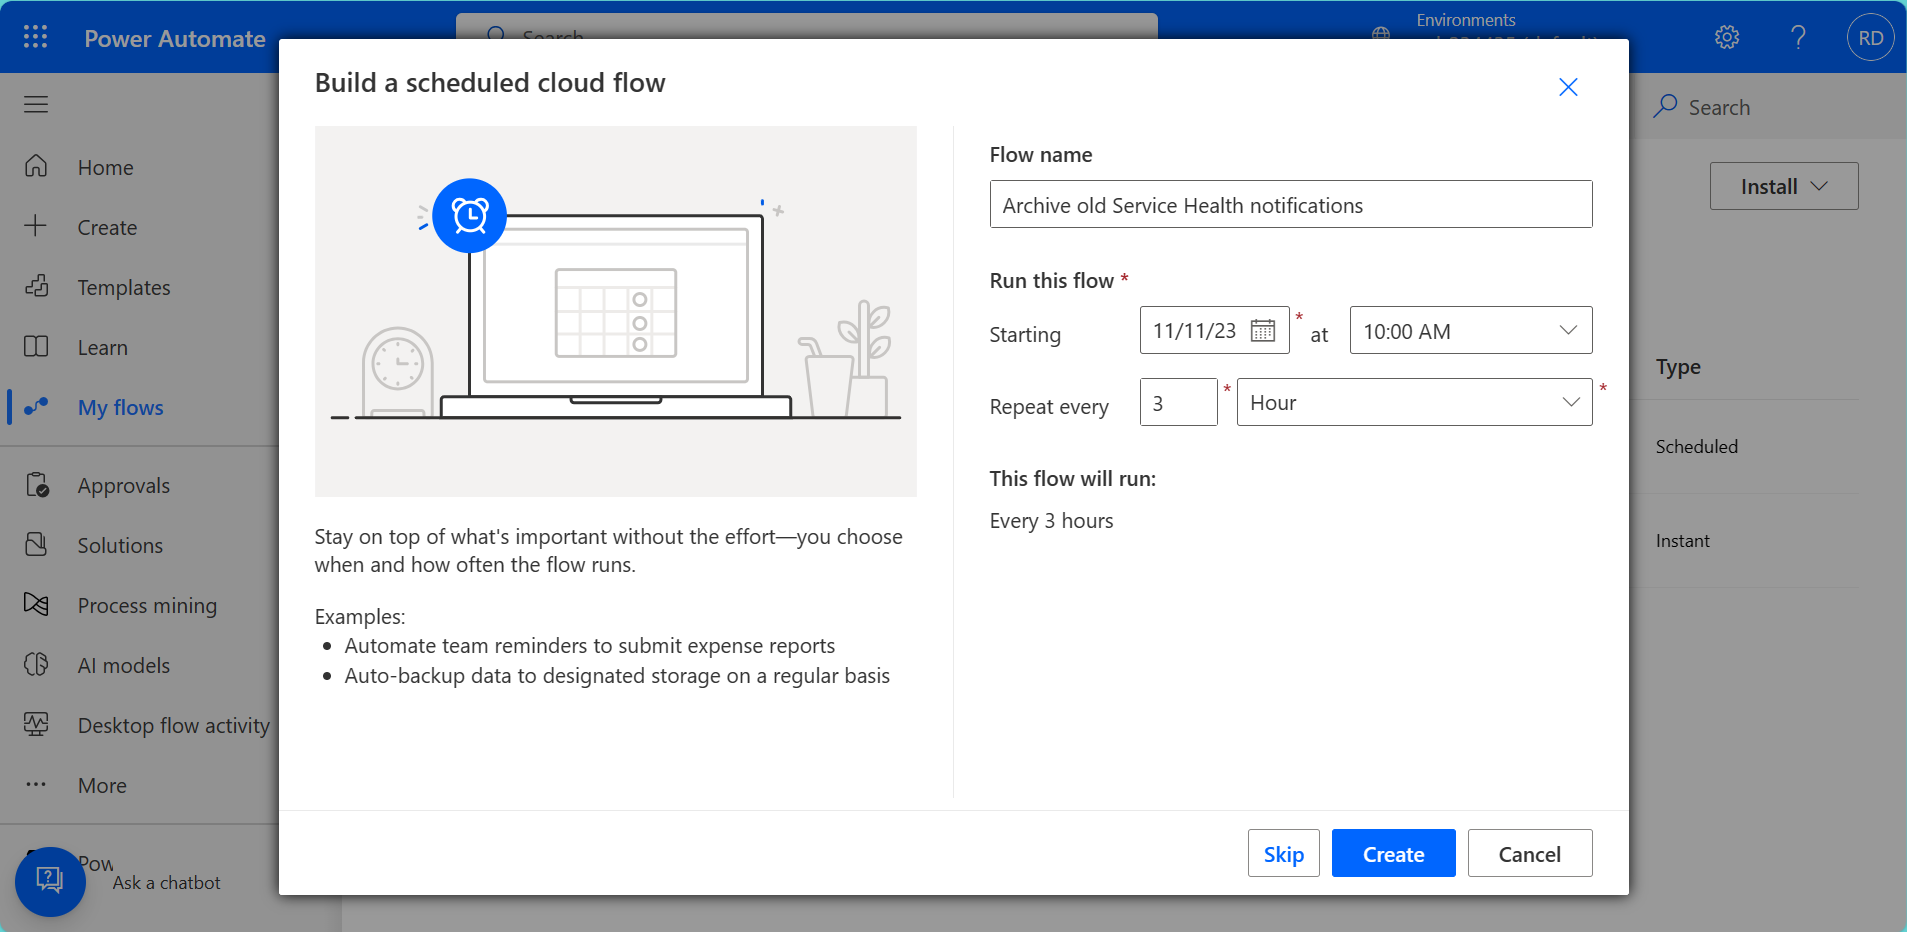 Power Automate
Search
Environments
RD
Build a scheduled cloud flow
Search
Install
Home
Create
Templates
Learn
My flows
Approvals
Solutions
Process mining
AI models
Desktop flow activity
More
Ask a chatbot
Stay on top of what's important without the effort—you choose
when and how often the flow runs.
Examples:
• Automate team reminders to submit expense reports
• Auto-backup data to designated storage on a regular basis
Flow name
Archive old Service Health notifications
Run this flow *
Starting 11/11/23 * at 10:00 AM
Repeat every 3 * Hour *
This flow will run:
Every 3 hours
Skip Create Cancel
Type
Scheduled
Instant